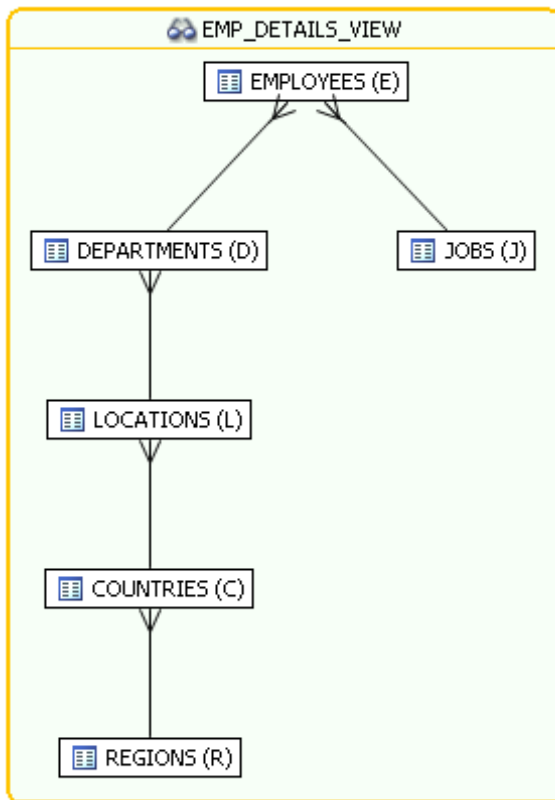 EMP_DETAILS_VIEW
EMPLOYEES (E)
DEPARTMENTS (D)
JOBS (J)
LOCATIONS (L)
COUNTRIES (C)
REGIONS (R)